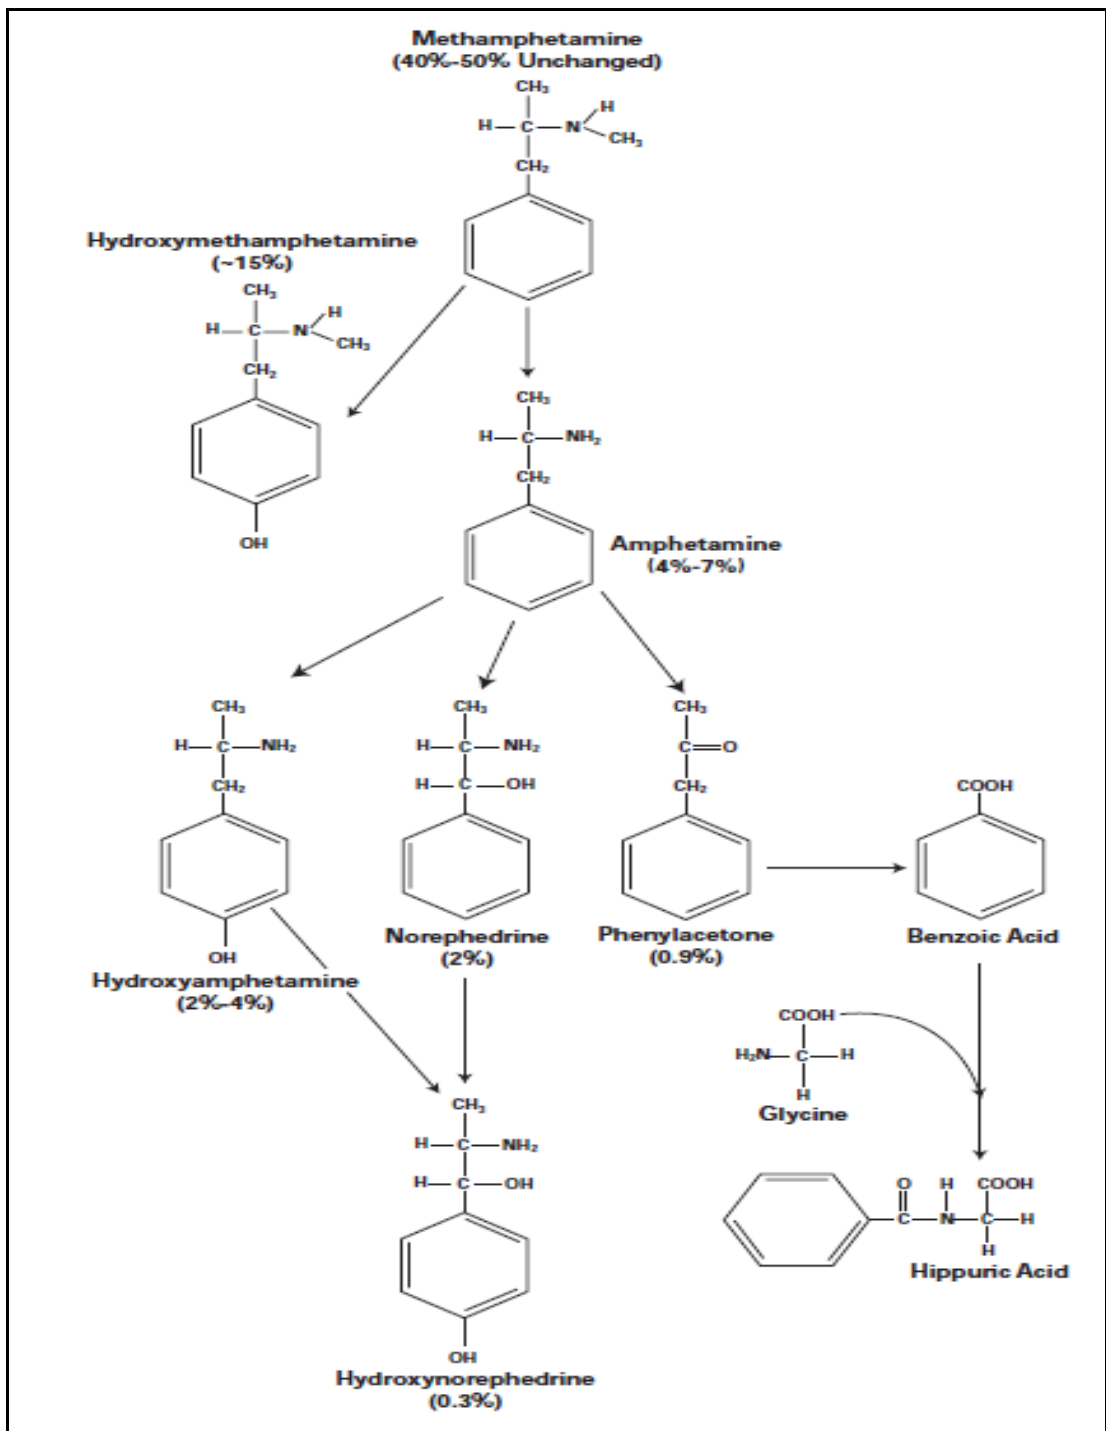 Methamphetamine
(40%-50% Unchanged)
CH₃
H
H—C—N
CH₃
CH₂
Hydroxymethamphetamine
(~15%)
CH₃
H
H—C—N
CH₃
CH₂
OH
CH₃
H—C—NH₂
CH₂
Amphetamine
(4%-7%)
CH₃
H—C—NH₂
CH₂
OH
Hydroxyamphetamine
(2%-4%)
CH₃
H—C—NH₂
H—C—OH
Norephedrine
(2%)
CH₃
C=O
CH₂
Phenylacetone
(0.9%)
COOH
Benzoic Acid
COOH
H₂N—C—H
H
Glycine
CH₃
H—C—NH₂
H—C—OH
OH
Hydroxynorephedrine
(0.3%)
O H COOH
C—N—C—H
H
Hippuric Acid